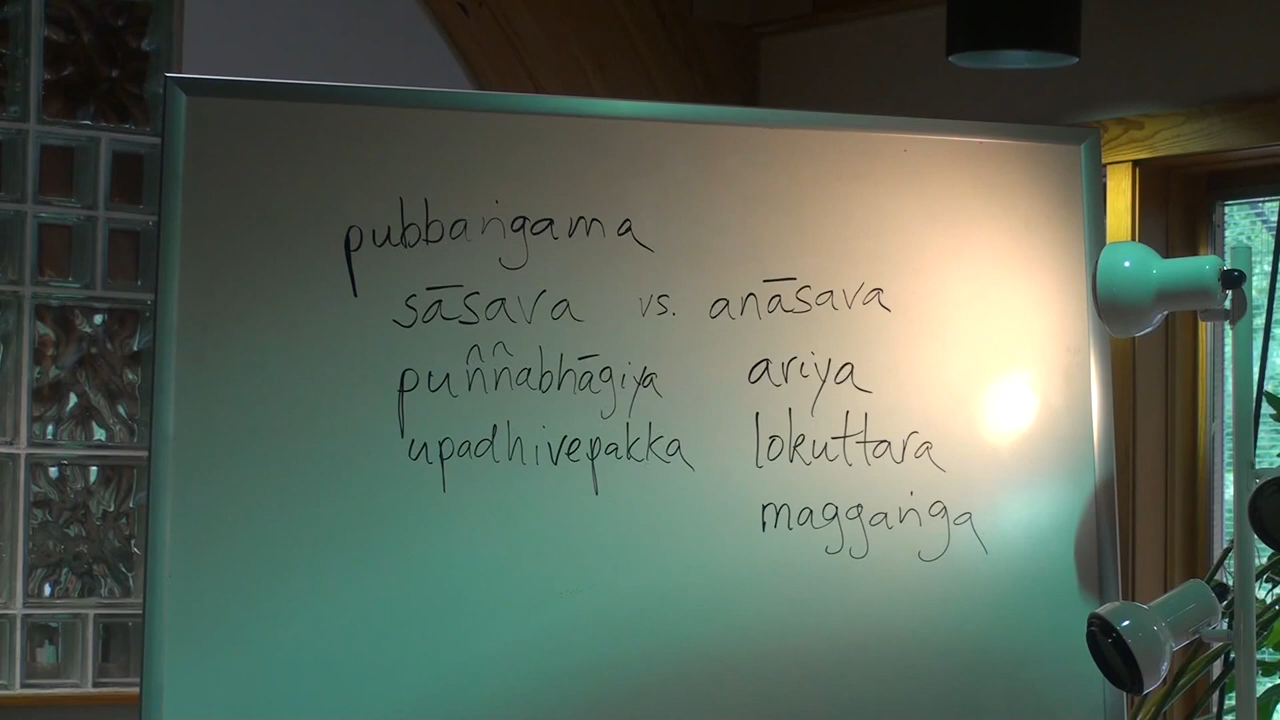 pubbaṅgama
sāsava vs. anāsava
puññabhāgiya ariya
upadhivepakka lokuttara
maggaṅga